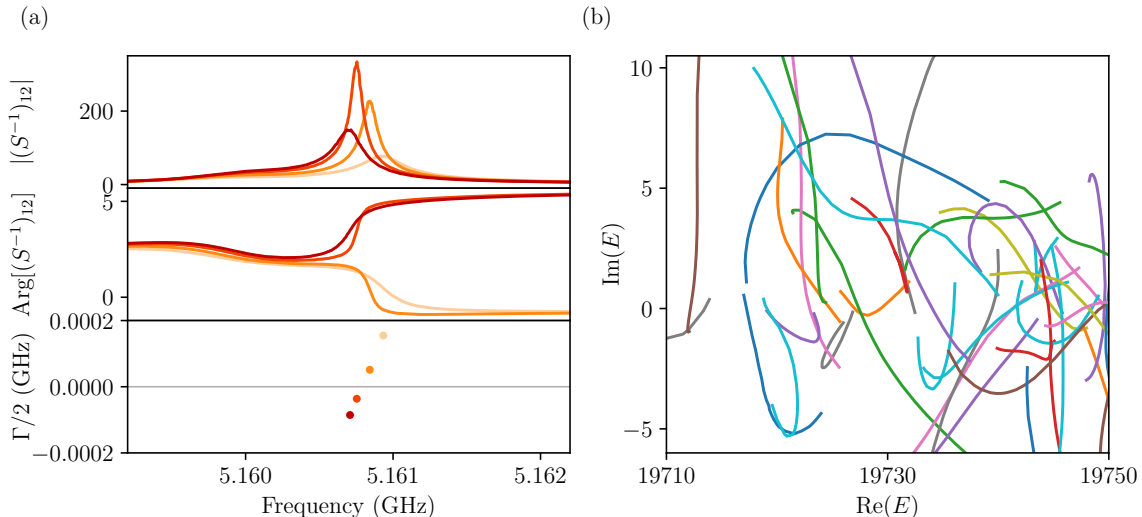 (a)
|(S⁻¹)₁₂|
200
0
Arg[(S⁻¹)₁₂]
5
0
Γ/2 (GHz)
0.0002
0.0000
−0.0002
5.160
5.161
5.162
Frequency (GHz)
(b)
Im(E)
10
5
0
−5
19710
19730
19750
Re(E)